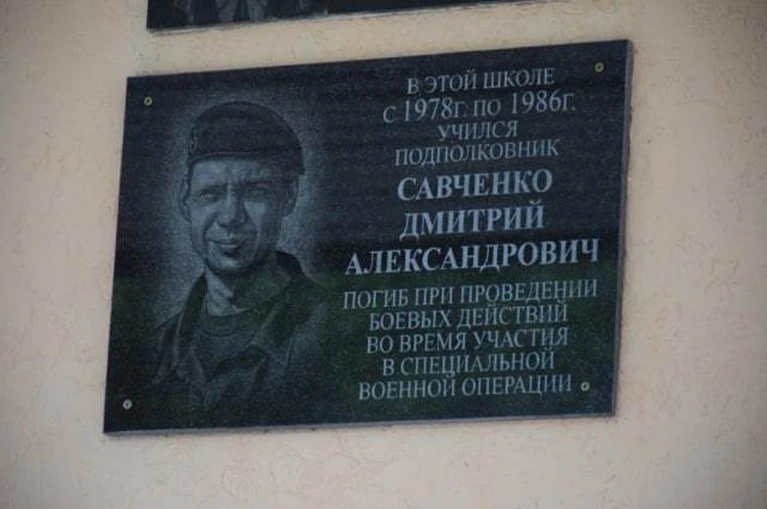 В ЭТОЙ ШКОЛЕ
С 1978г. ПО 1986г.
УЧИЛСЯ
ПОДПОЛКОВНИК
САВЧЕНКО
ДМИТРИЙ
АЛЕКСАНДРОВИЧ
ПОГИБ ПРИ ПРОВЕДЕНИИ
БОЕВЫХ ДЕЙСТВИЙ
ВО ВРЕМЯ УЧАСТИЯ
В СПЕЦИАЛЬНОЙ
ВОЕННОЙ ОПЕРАЦИИ